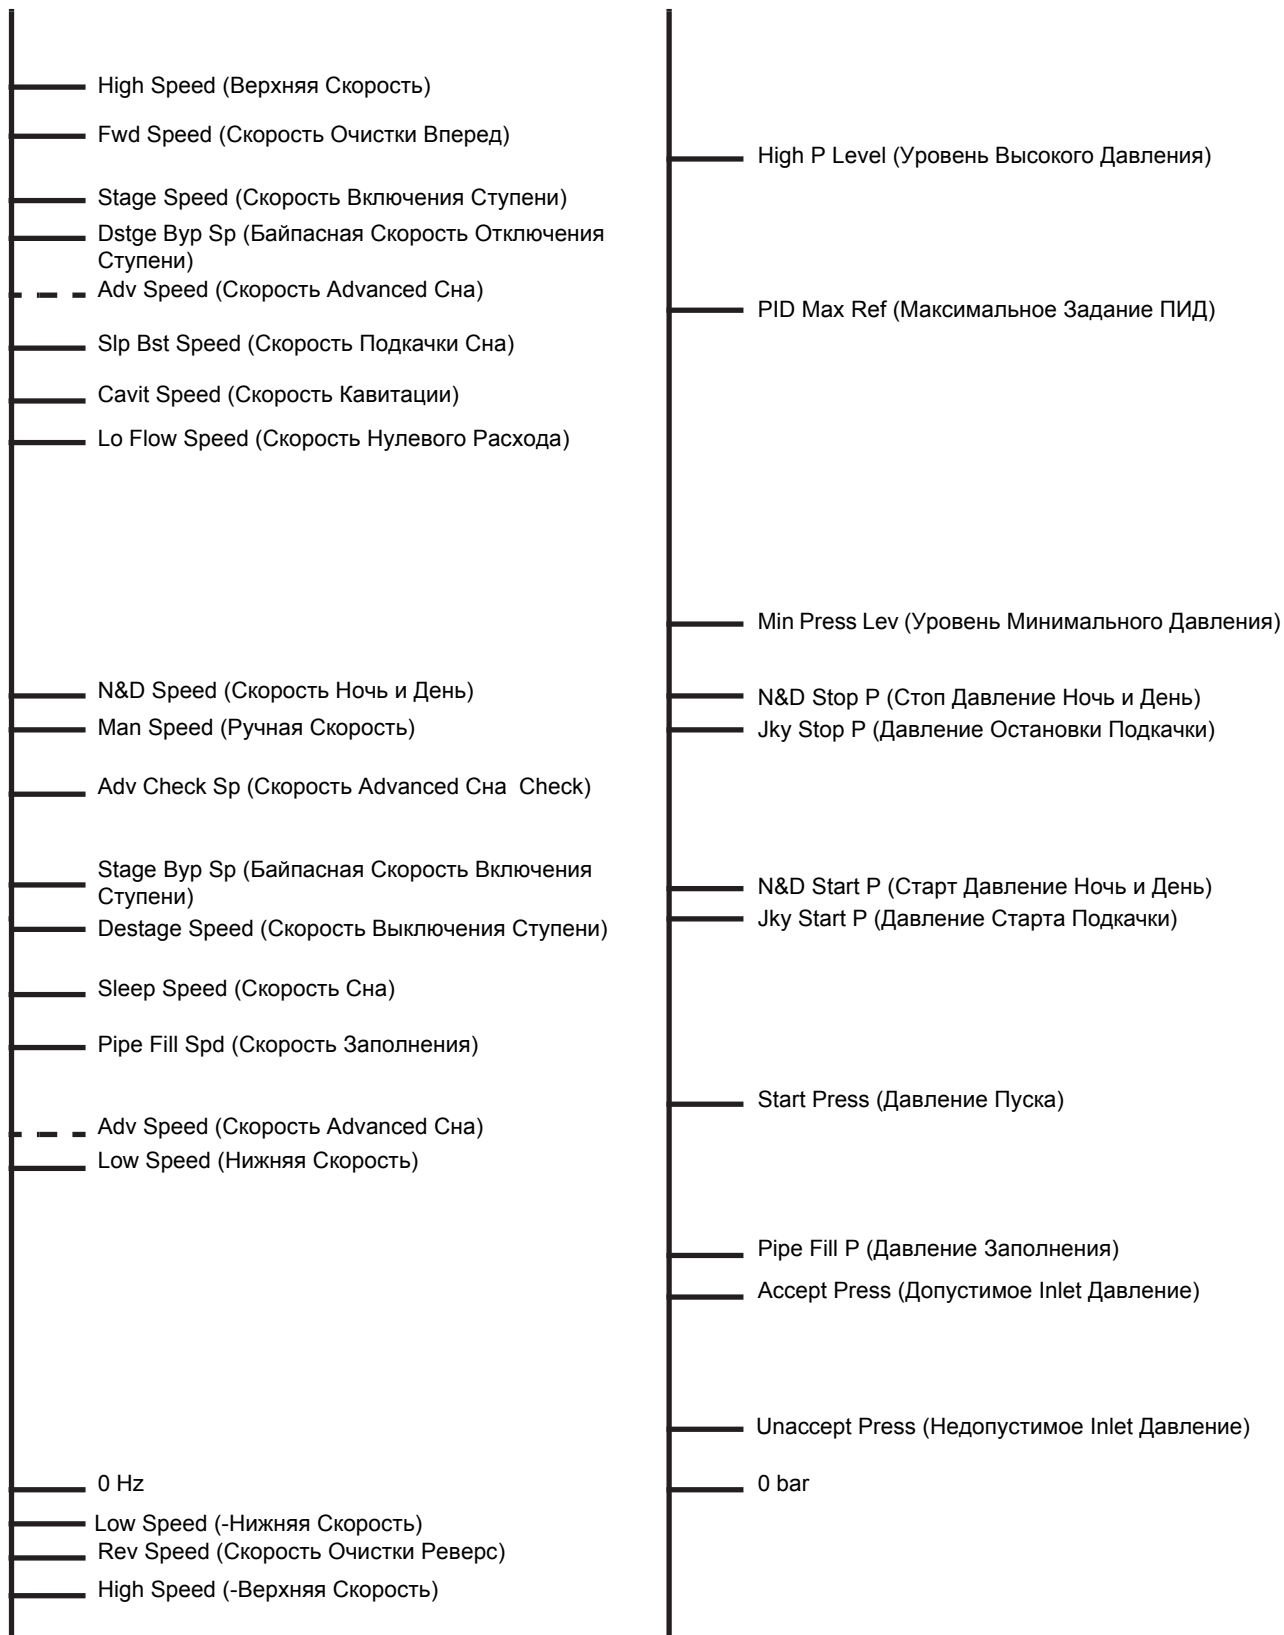 High Speed (Верхняя Скорость)
Fwd Speed (Скорость Очистки Вперед)
Stage Speed (Скорость Включения Ступени)
Dstge Byp Sp (Байпасная Скорость Отключения
Ступени)
Adv Speed (Скорость Advanced Сна)
Slp Bst Speed (Скорость Подкачки Сна)
Cavit Speed (Скорость Кавитации)
Lo Flow Speed (Скорость Нулевого Расхода)
N&D Speed (Скорость Ночь и День)
Man Speed (Ручная Скорость)
Adv Check Sp (Скорость Advanced Сна  Check)
Stage Byp Sp (Байпасная Скорость Включения
Ступени)
Destage Speed (Скорость Выключения Ступени)
Sleep Speed (Скорость Сна)
Pipe Fill Spd (Скорость Заполнения)
Adv Speed (Скорость Advanced Сна)
Low Speed (Нижняя Скорость)
0 Hz
Low Speed (-Нижняя Скорость)
Rev Speed (Скорость Очистки Реверс)
High Speed (-Верхняя Скорость)
High P Level (Уровень Высокого Давления)
PID Max Ref (Максимальное Задание ПИД)
Min Press Lev (Уровень Минимального Давления)
N&D Stop P (Стоп Давление Ночь и День)
Jky Stop P (Давление Остановки Подкачки)
N&D Start P (Старт Давление Ночь и День)
Jky Start P (Давление Старта Подкачки)
Start Press (Давление Пуска)
Pipe Fill P (Давление Заполнения)
Accept Press (Допустимое Inlet Давление)
Unaccept Press (Недопустимое Inlet Давление)
0 bar